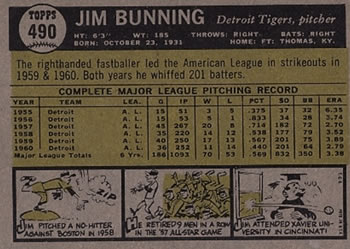 TOPPS
490
JIM BUNNING Detroit Tigers, pitcher
HT: 6'3" WT: 185 THROWS: RIGHT BATS: RIGHT
BORN: OCTOBER 23, 1931 HOME: FT. THOMAS, KY.
The righthanded fastballer led the American League in strikeouts in
1959 & 1960. Both years he whiffed 201 batters.
COMPLETE MAJOR LEAGUE PITCHING RECORD
YEAR TEAM LEA. G IP W L PCT. SO BB ERA
1955 Detroit A. L. 15 51 3 5 .375 37 32 6.35
1956 Detroit A. L. 15 53 5 1 .833 34 28 3.74
1957 Detroit A. L. 45 267 20 8 .714 182 72 2.70
1958 Detroit A. L. 35 220 14 12 .538 177 79 3.52
1959 Detroit A. L. 40 250 17 13 .567 201 75 3.89
1960 Detroit A. L. 36 252 11 14 .440 201 64 2.79
Major League Totals 6 Yrs. 186 1093 70 53 .569 832 350 3.38
JIM PITCHED A NO-HITTER
AGAINST BOSTON IN 1958
HE RETIRED 9 MEN IN A ROW
IN THE '57 ALL-STAR GAME
JIM ATTENDED XAVIER
UNIVERSITY IN CINCINNATI